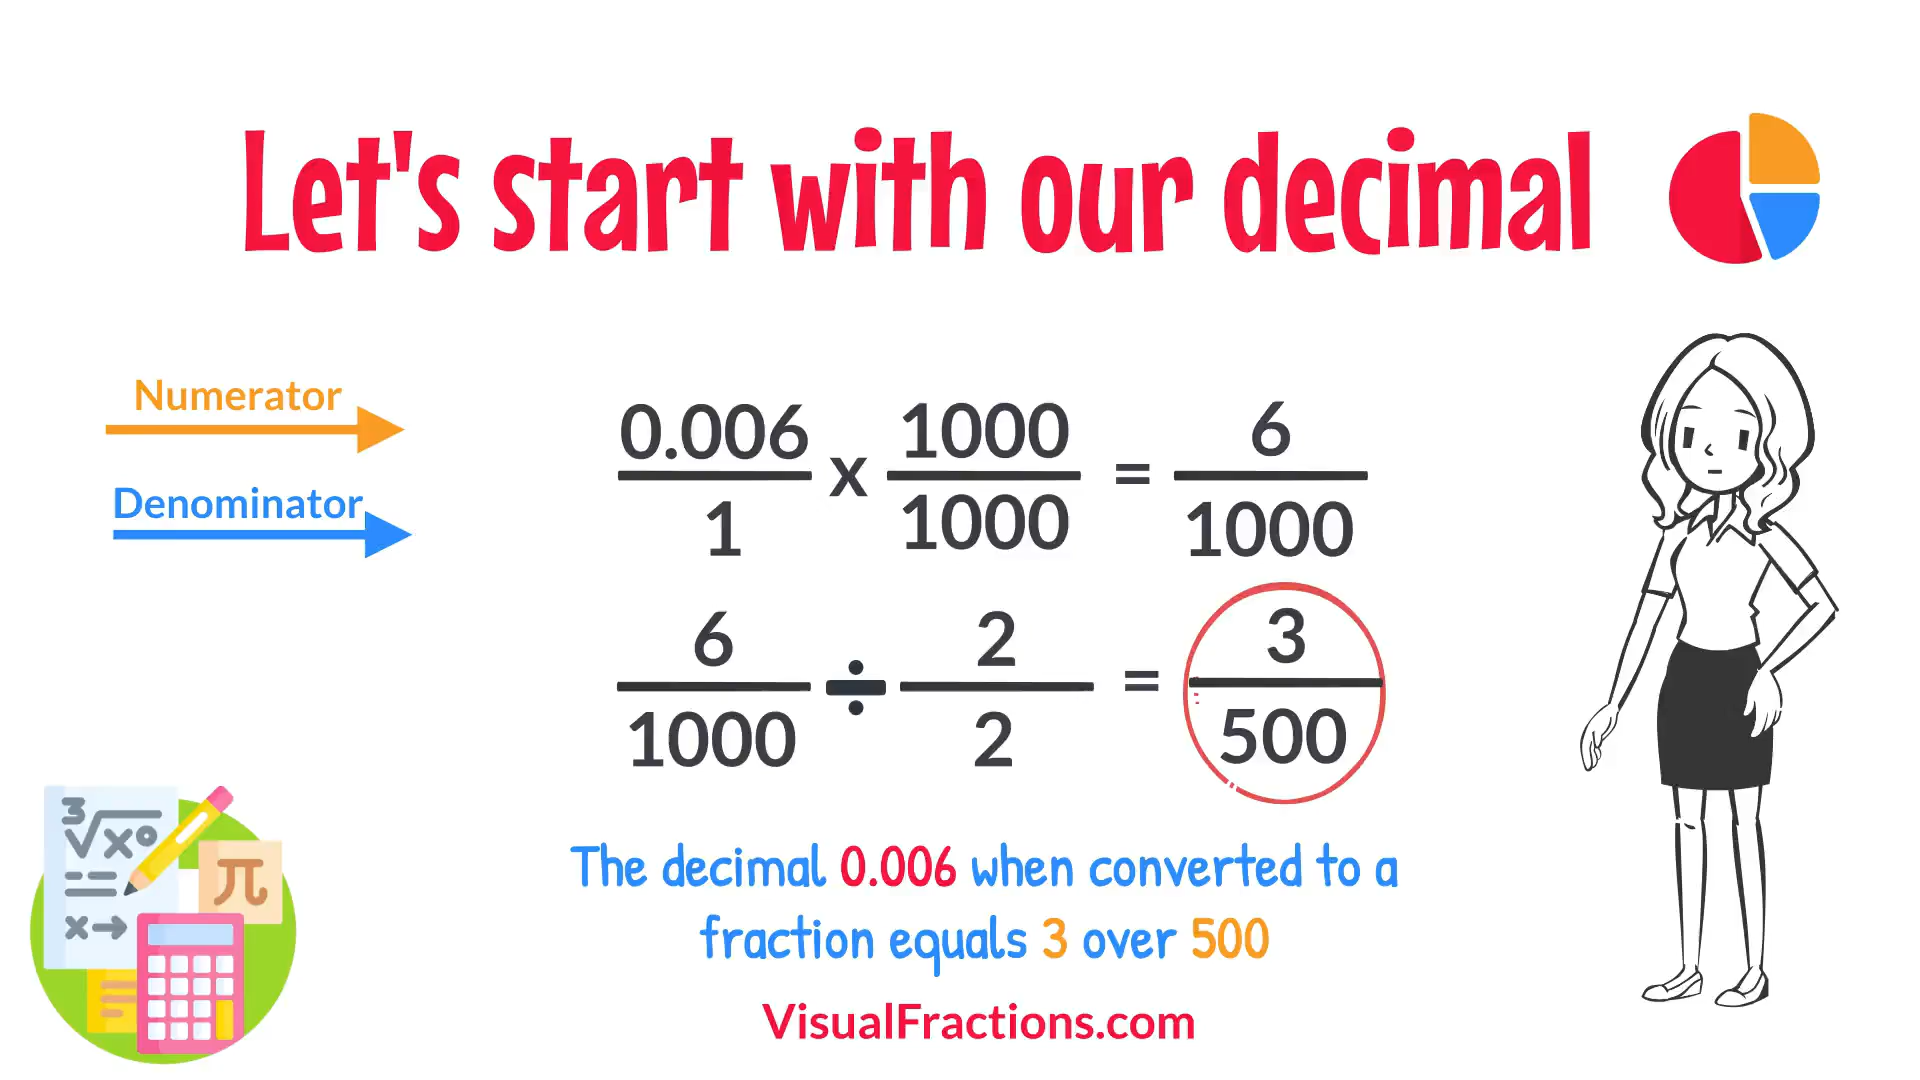 Let's start with our decimal
Numerator
Denominator
0.006 1000 6
x =
1 1000 1000
6 2 3
÷ =
1000 2 500
The decimal 0.006 when converted to a
fraction equals 3 over 500
VisualFractions.com
3√x°
=
x→
π